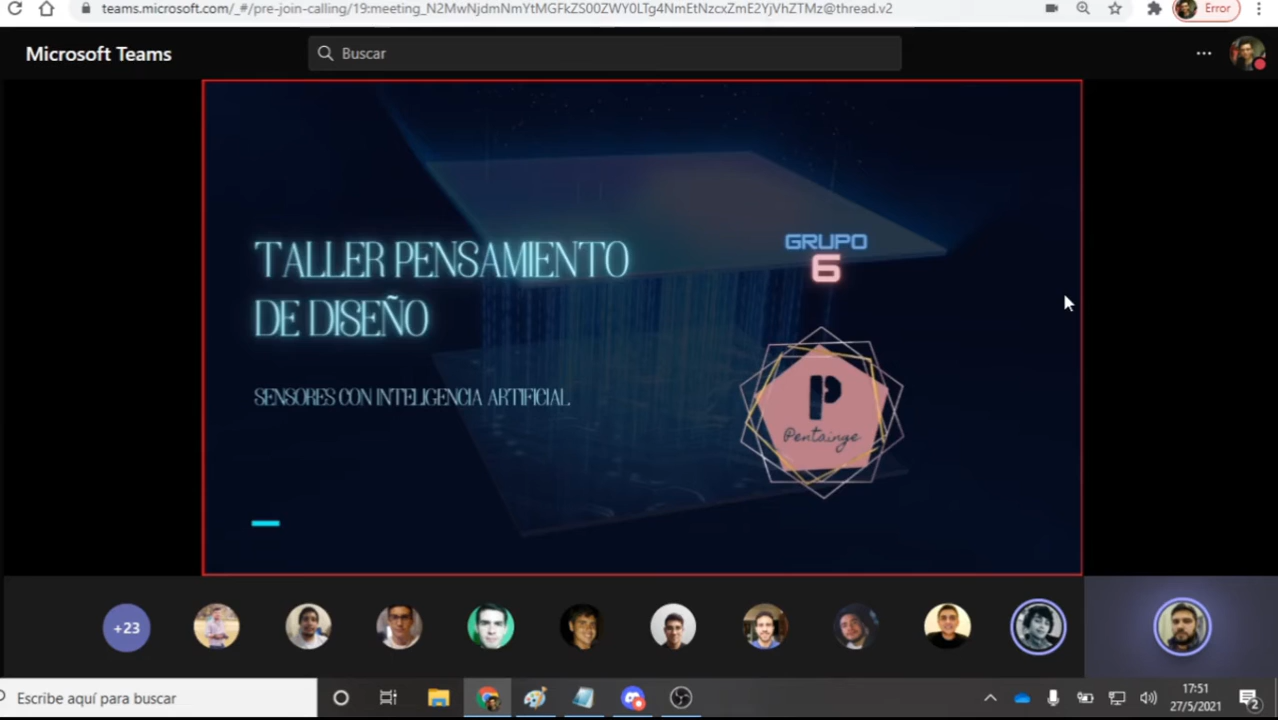 teams.microsoft.com/_#/pre-join-calling/19:meeting_N2MwNjdmNmYtMGFkZS00ZWY0LTg4NmEtNzcxZmE2YjVhZTMz@thread.v2
Error
Microsoft Teams
Buscar
TALLER PENSAMIENTO
DE DISEÑO
SENSORES CON INTELIGENCIA ARTIFICIAL
GRUPO
6
P
Pentainge
+23
Escribe aquí para buscar
17:51
27/5/2021
2